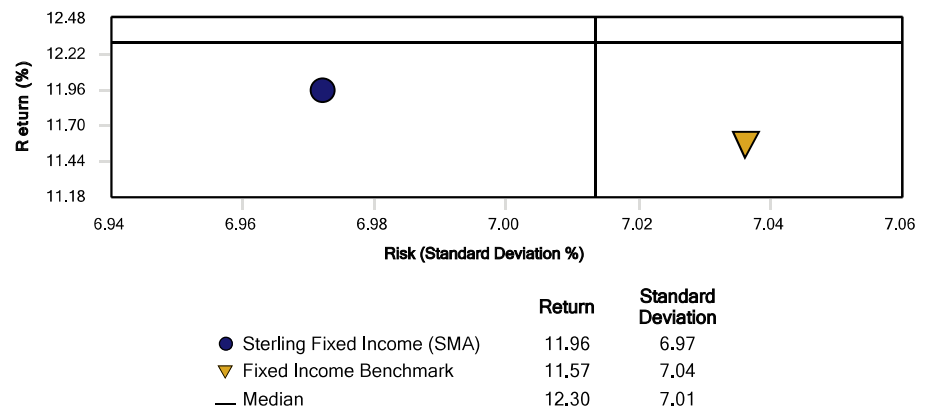 12.48
12.22
11.96
11.70
11.44
11.18
Return (%)
6.94 6.96 6.98 7.00 7.02 7.04 7.06
Risk (Standard Deviation %)
Return Standard Deviation
Sterling Fixed Income (SMA) 11.96 6.97
Fixed Income Benchmark 11.57 7.04
Median 12.30 7.01